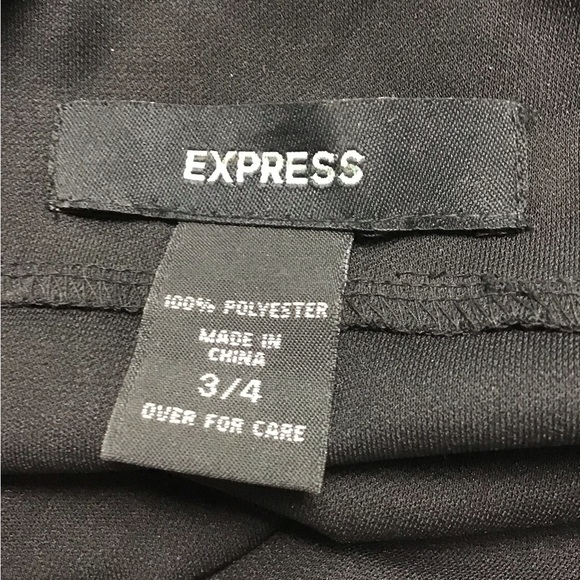 EXPRESS
100% POLYESTER
MADE IN
CHINA
3/4
OVER FOR CARE